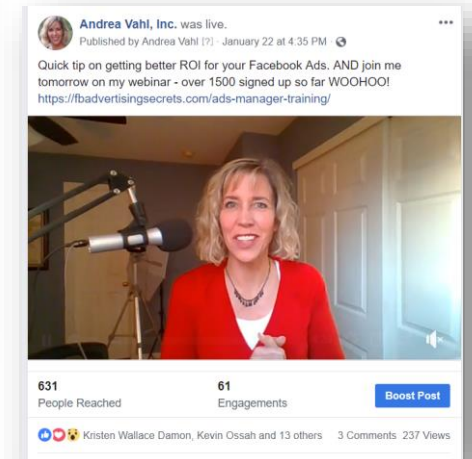 Andrea Vahl, Inc. was live.
Published by Andrea Vahl [?] · January 22 at 4:35 PM ·
Quick tip on getting better ROI for your Facebook Ads. AND join me
tomorrow on my webinar - over 1500 signed up so far WOOHOO!
https://fbadvertisingsecrets.com/ads-manager-training/
631
People Reached
61
Engagements
Boost Post
Kristen Wallace Damon, Kevin Ossah and 13 others 3 Comments 237 Views